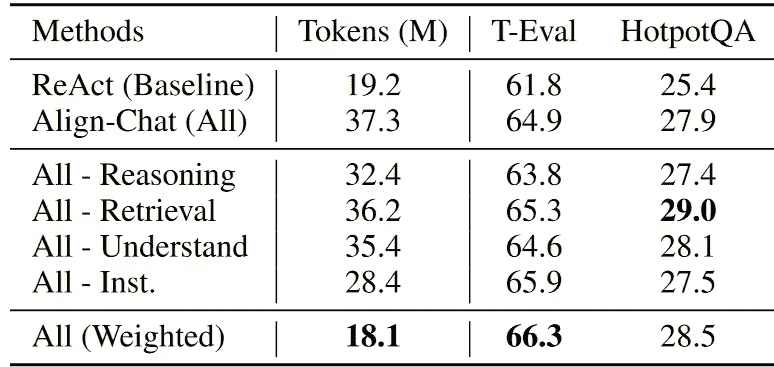 Methods Tokens (M) T-Eval HotpotQA
ReAct (Baseline) 19.2 61.8 25.4
Align-Chat (All) 37.3 64.9 27.9
All - Reasoning 32.4 63.8 27.4
All - Retrieval 36.2 65.3 29.0
All - Understand 35.4 64.6 28.1
All - Inst. 28.4 65.9 27.5
All (Weighted) 18.1 66.3 28.5